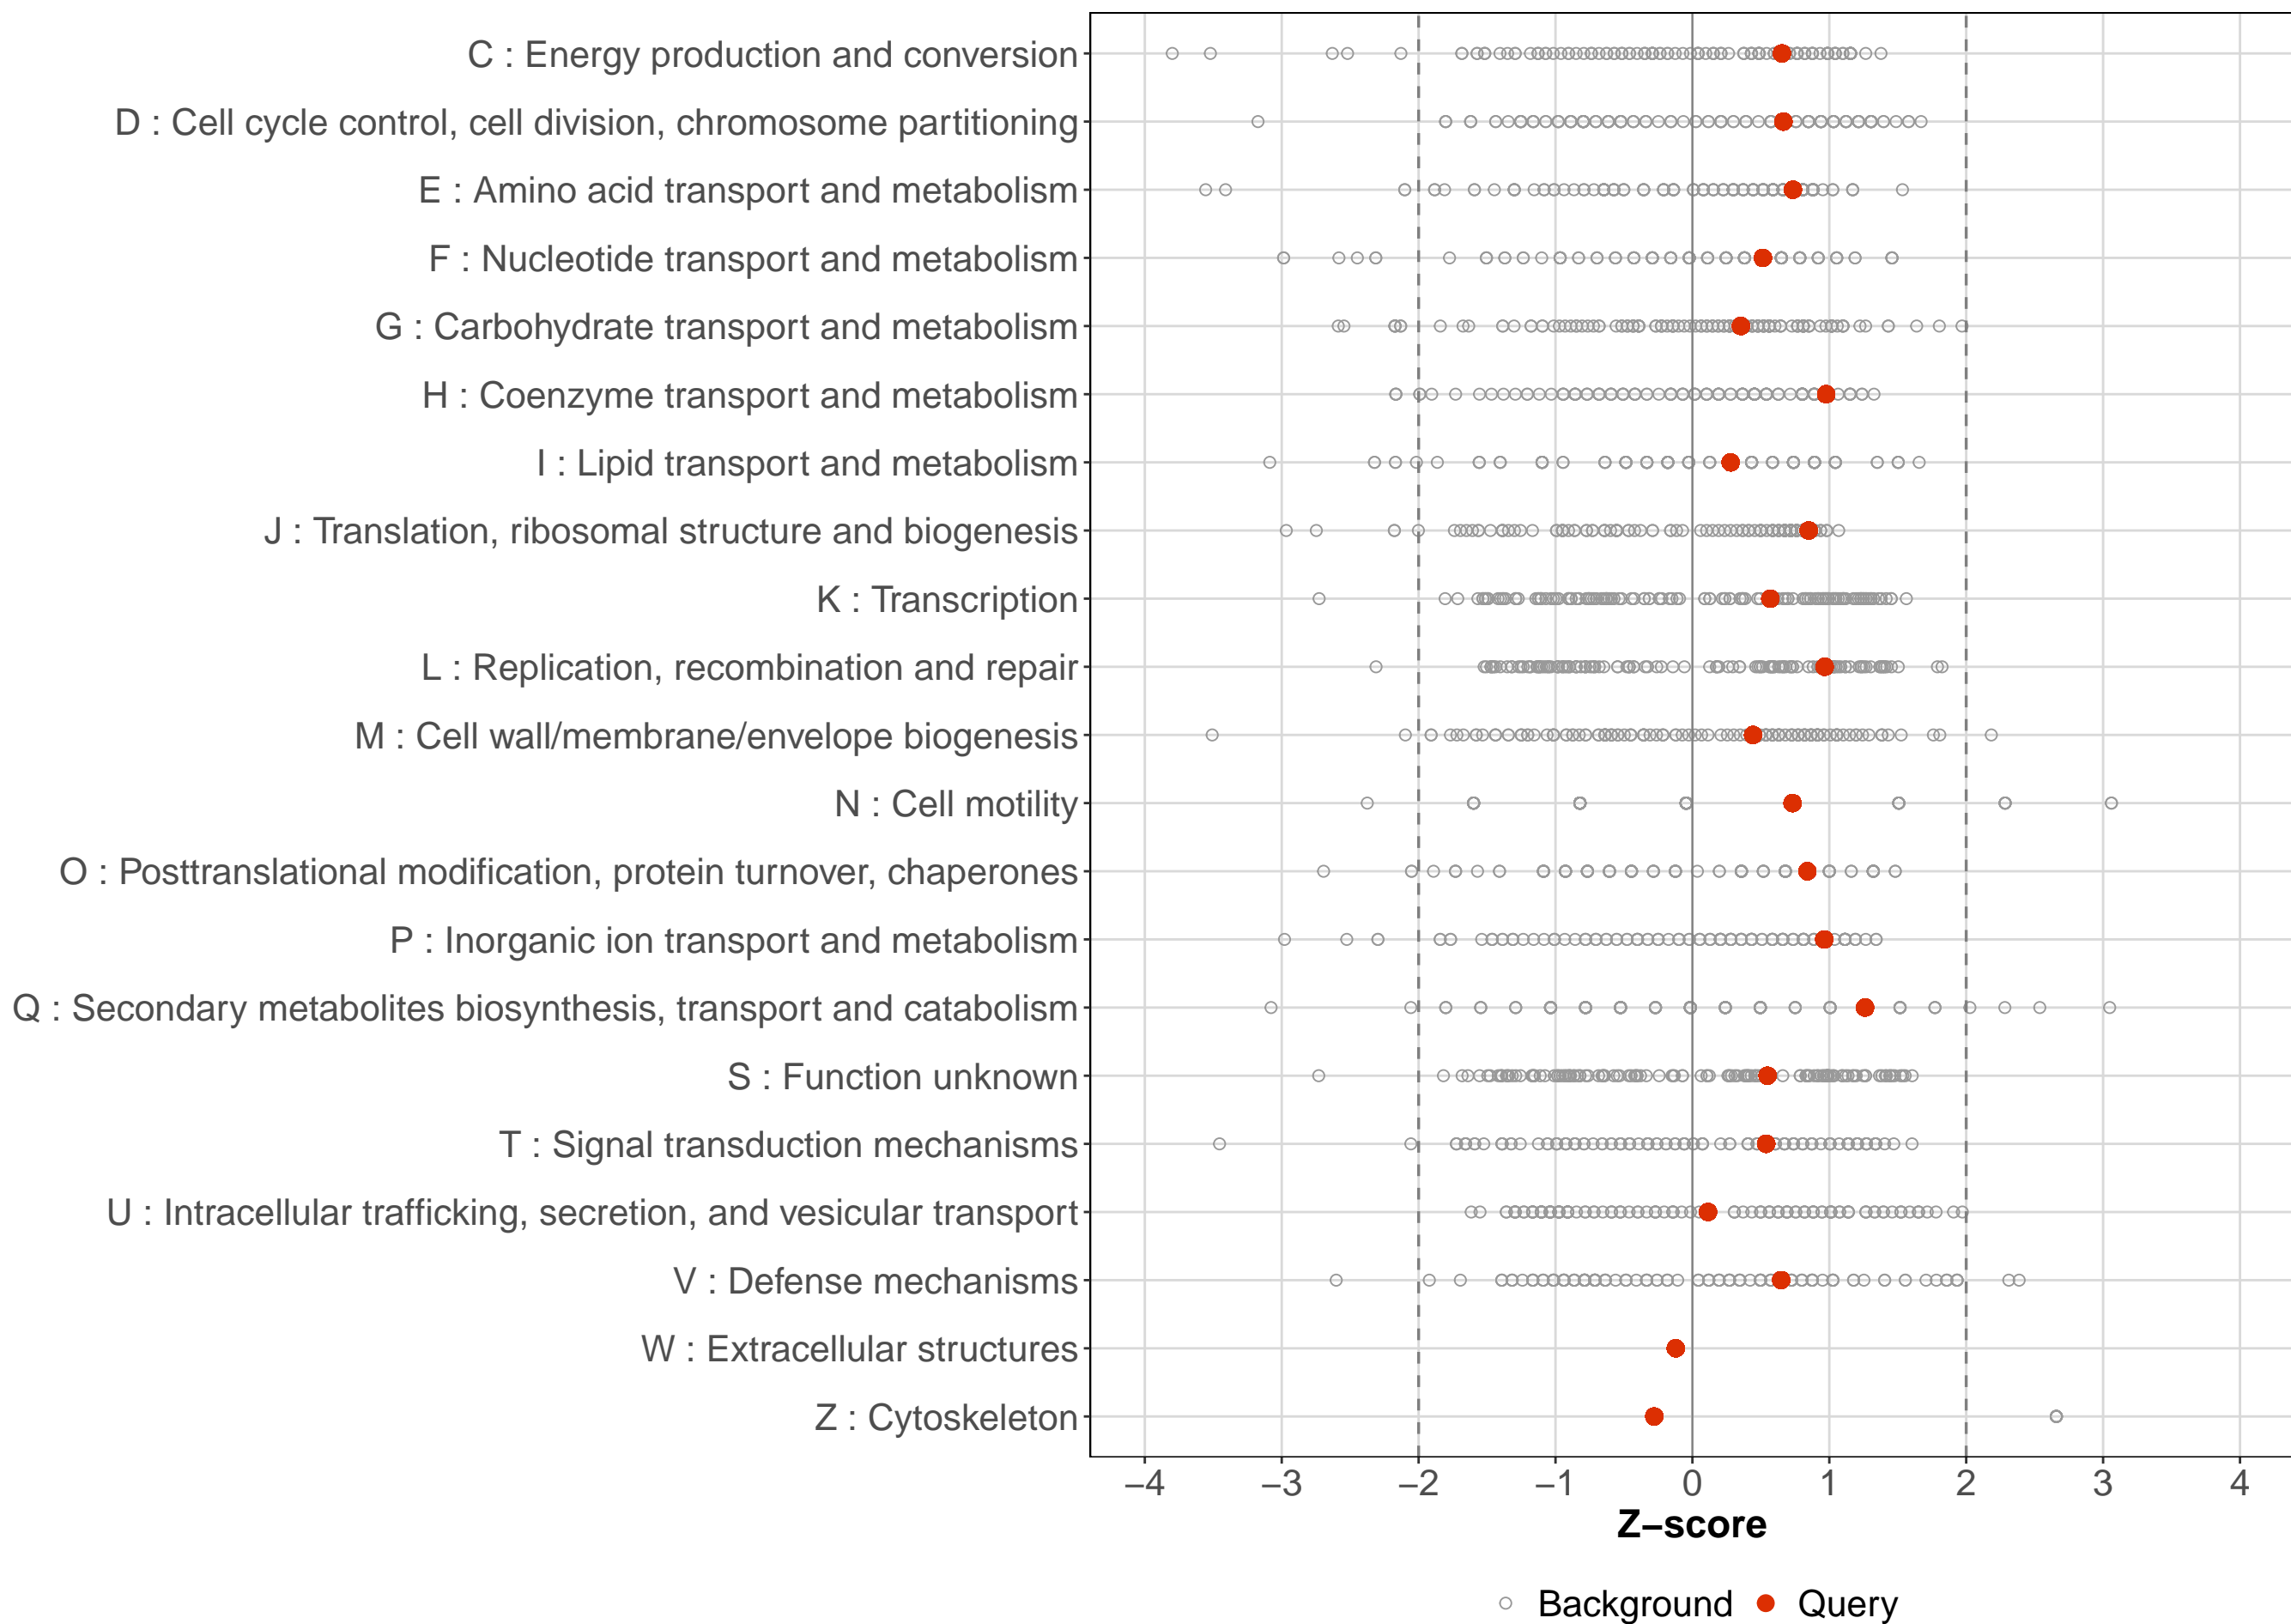 C : Energy production and conversion
D : Cell cycle control, cell division, chromosome partitioning
E : Amino acid transport and metabolism
F : Nucleotide transport and metabolism
G : Carbohydrate transport and metabolism
H : Coenzyme transport and metabolism
I : Lipid transport and metabolism
J : Translation, ribosomal structure and biogenesis
K : Transcription
L : Replication, recombination and repair
M : Cell wall/membrane/envelope biogenesis
N : Cell motility
O : Posttranslational modification, protein turnover, chaperones
P : Inorganic ion transport and metabolism
Q : Secondary metabolites biosynthesis, transport and catabolism
S : Function unknown
T : Signal transduction mechanisms
U : Intracellular trafficking, secretion, and vesicular transport
V : Defense mechanisms
W : Extracellular structures
Z : Cytoskeleton
−4 −3 −2 −1 0 1 2 3 4
Z−score
Background Query